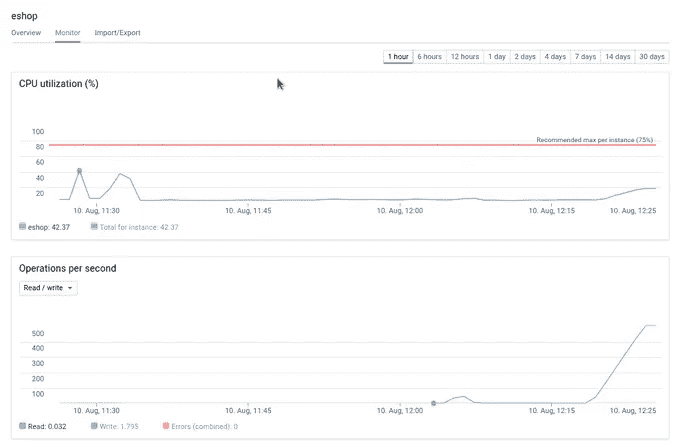 eshop
Overview Monitor Import/Export
1 hour 6 hours 12 hours 1 day 2 days 4 days 7 days 14 days 30 days
CPU utilization (%)
100
Recommended max per instance (75%)
80
60
40
20
10. Aug, 11:30 10. Aug, 11:45 10. Aug, 12:00 10. Aug, 12:15 10. Aug, 12:25
eshop: 42.37 Total for instance: 42.37
Operations per second
Read / write
500
400
300
200
100
10. Aug, 11:30 10. Aug, 11:45 10. Aug, 12:00 10. Aug, 12:15 10. Aug, 12:25
Read: 0.032 Write: 1.795 Errors (combined): 0